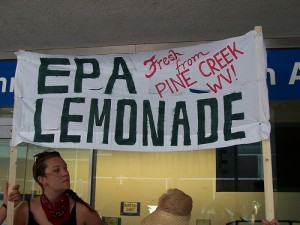 EPA Fresh
from
PINE CREEK
WV!
LEMONADE